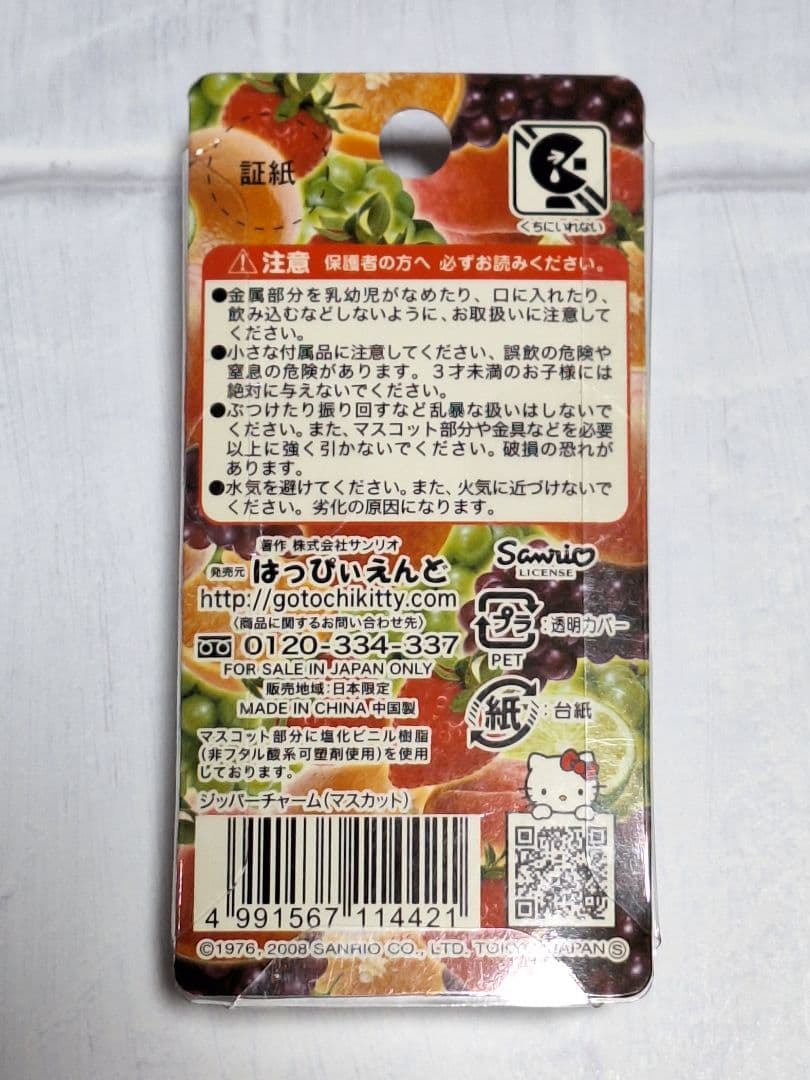 証紙
くちにいれない
注意 保護者の方へ 必ずお読みください。
●金属部分を乳幼児がなめたり、口に入れたり、
飲み込むなどしないように、お取扱いに注意して
ください。
●小さな付属品に注意してください、誤飲の危険や
窒息の危険があります。3才未満のお子様には
絶対に与えないでください。
●ぶつけたり振り回すなど乱暴な扱いはしないで
ください。また、マスコット部分や金具などを必要
以上に強く引かないでください。破損の恐れが
あります。
●水気を避けてください。また、火気に近づけないで
ください。劣化の原因になります。
著作 株式会社サンリオ
発売元 はっぴぃえんど
http://gotochikitty.com
〈商品に関するお問い合わせ先〉
0120-334-337
FOR SALE IN JAPAN ONLY
販売地域:日本限定
MADE IN CHINA 中国製
Sanrio
LICENSE
プラ:透明カバー
PET
紙:台紙
マスコット部分に塩化ビニル樹脂
(非フタル酸系可塑剤使用)を使用
しております。
ジッパーチャーム(マスカット)
4 991567 114421
©1976, 2008 SANRIO CO., LTD. TOKYO, JAPAN Ⓢ